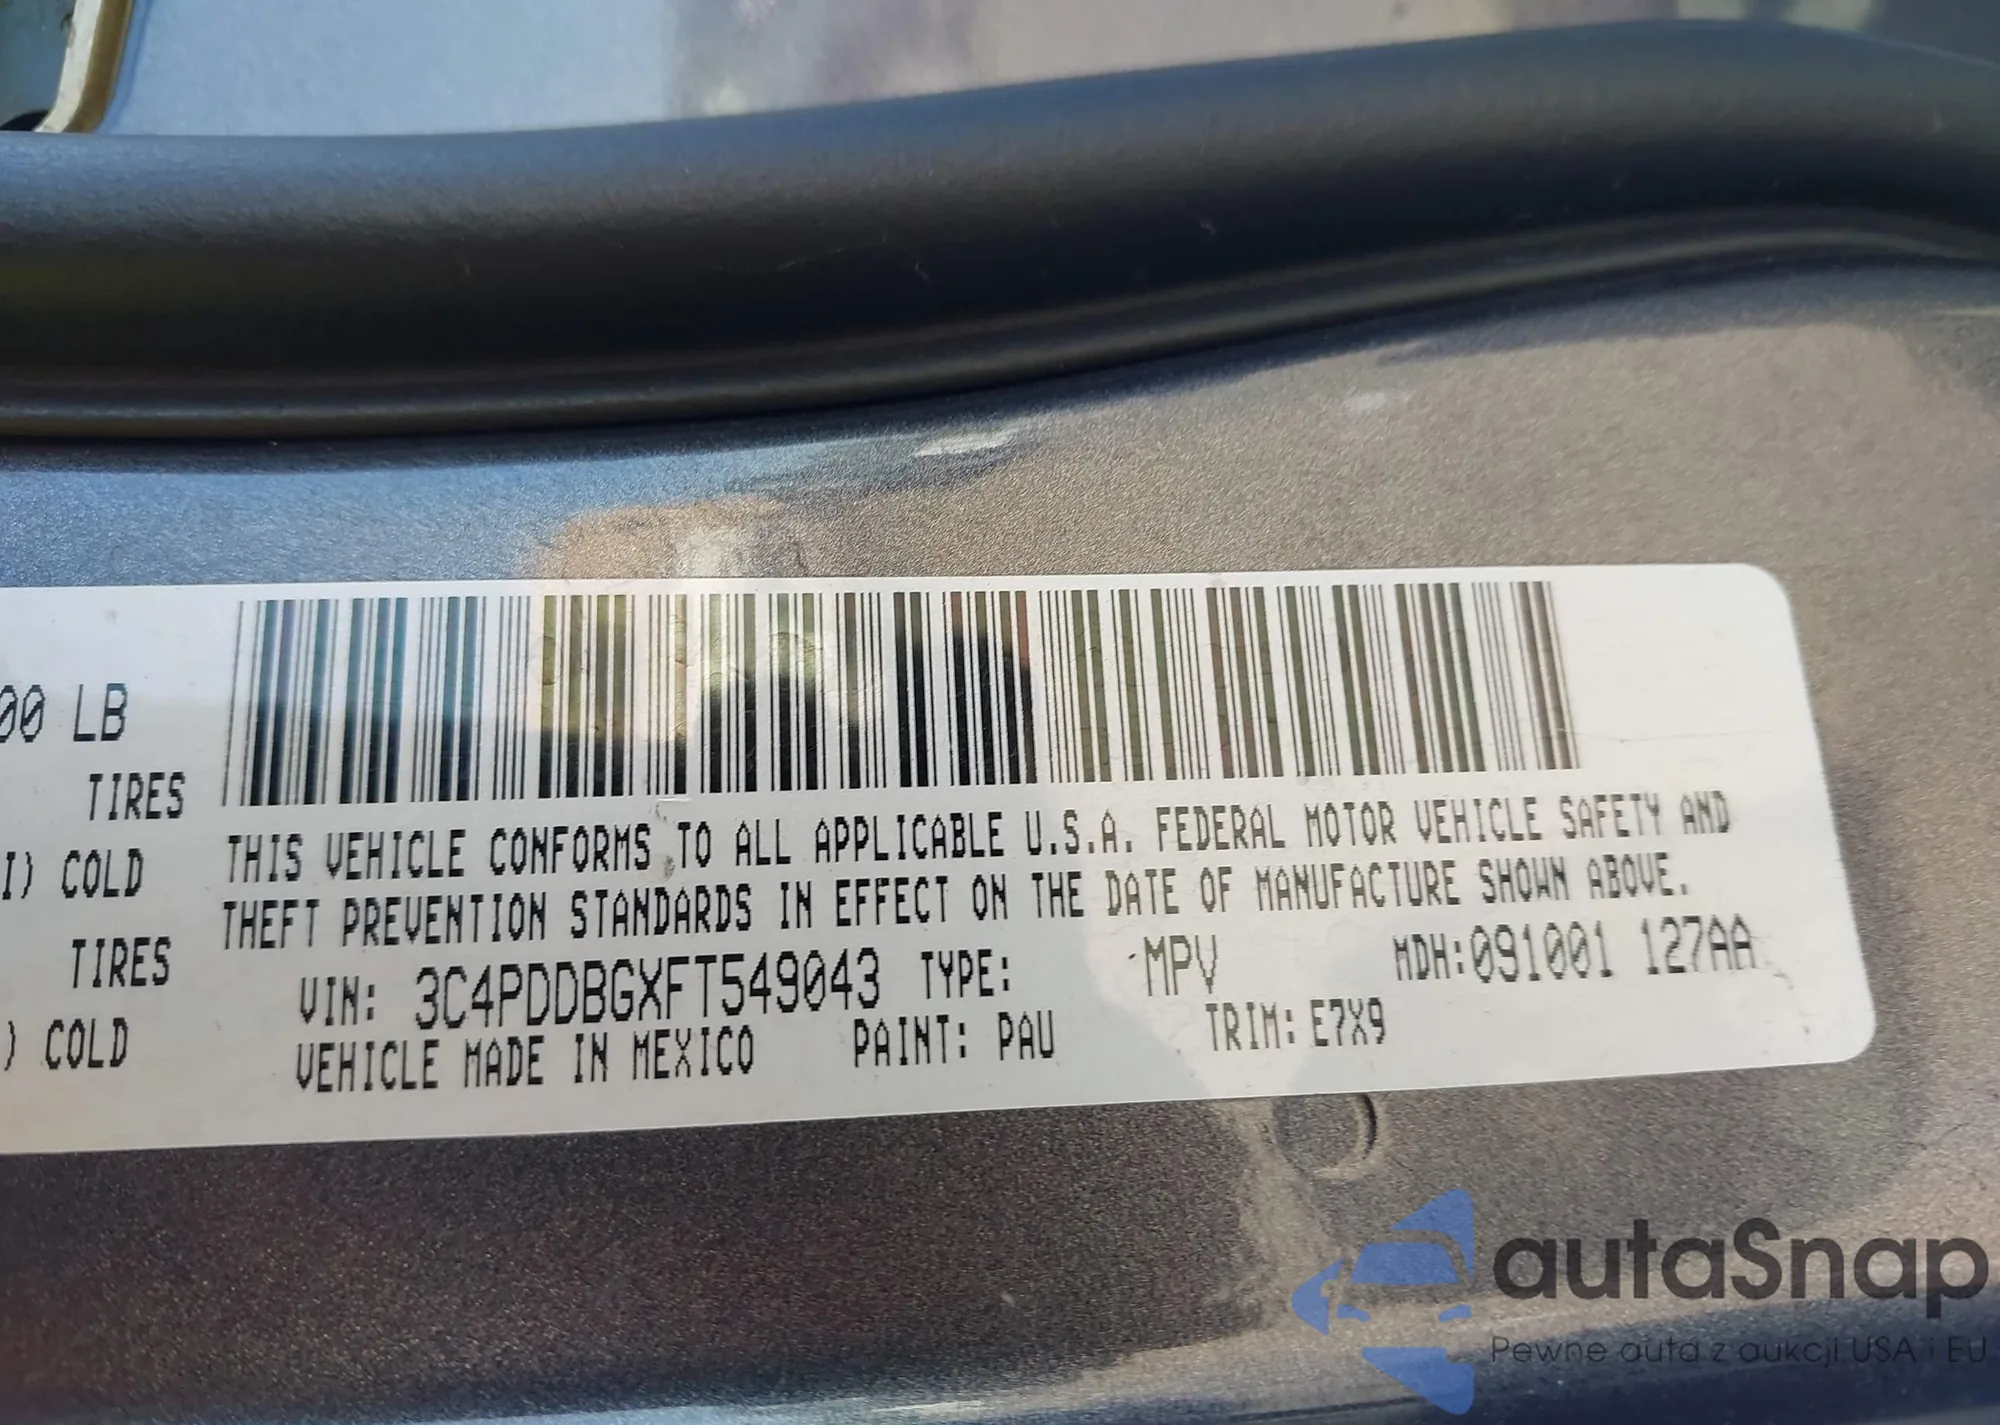 00 LB
TIRES
I) COLD
TIRES
) COLD
THIS VEHICLE CONFORMS TO ALL APPLICABLE U.S.A. FEDERAL MOTOR VEHICLE SAFETY AND
THEFT PREVENTION STANDARDS IN EFFECT ON THE DATE OF MANUFACTURE SHOWN ABOVE.
VIN: 3C4PDDBGXFT549043 TYPE: MPV MDH:091001 127AA
VEHICLE MADE IN MEXICO PAINT: PAU TRIM: E7X9
autaSnap
Pewne auta z aukcji USA i EU